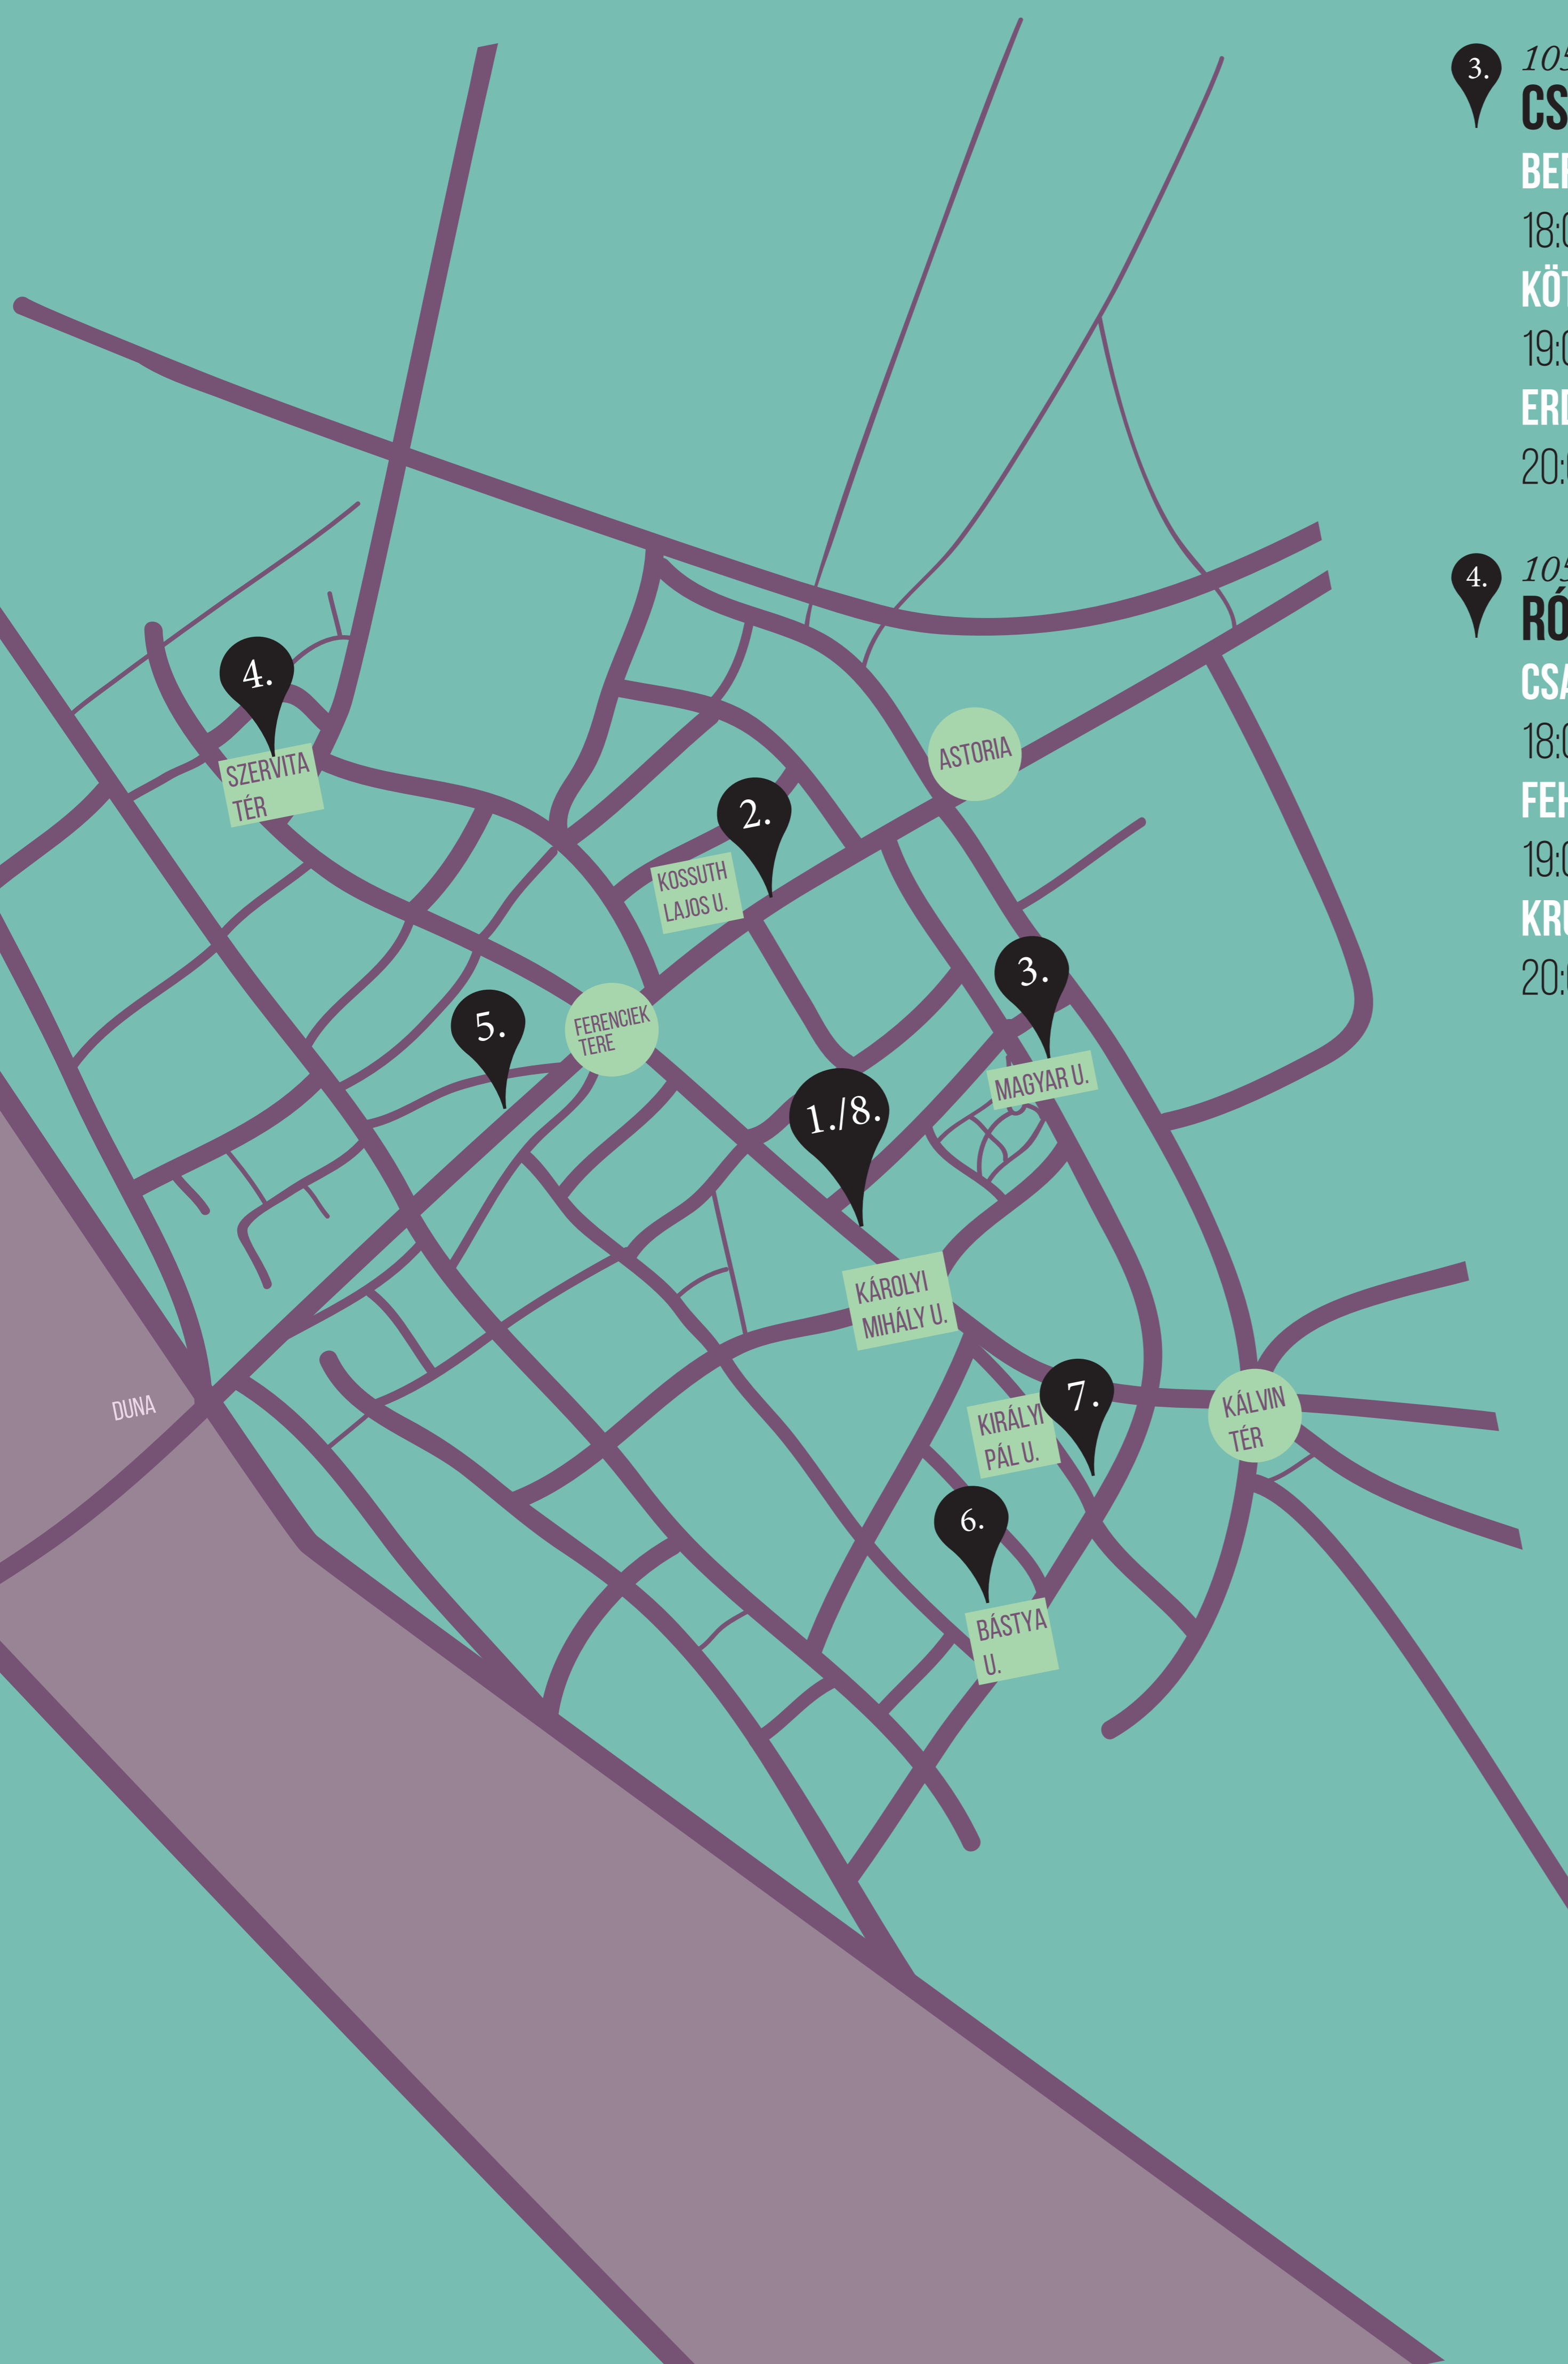 4.
SZERVITA
TÉR
ASTORIA
2.
KOSSUTH
LAJOS U.
3.
MAGYAR U.
5.
FERENCIEK
TERE
1./8.
KÁROLYI
MIHÁLY U.
DUNA
KIRÁLYI
PÁL U.
7.
KÁLVIN
TÉR
6.
BÁSTYA
U.
3.
4.